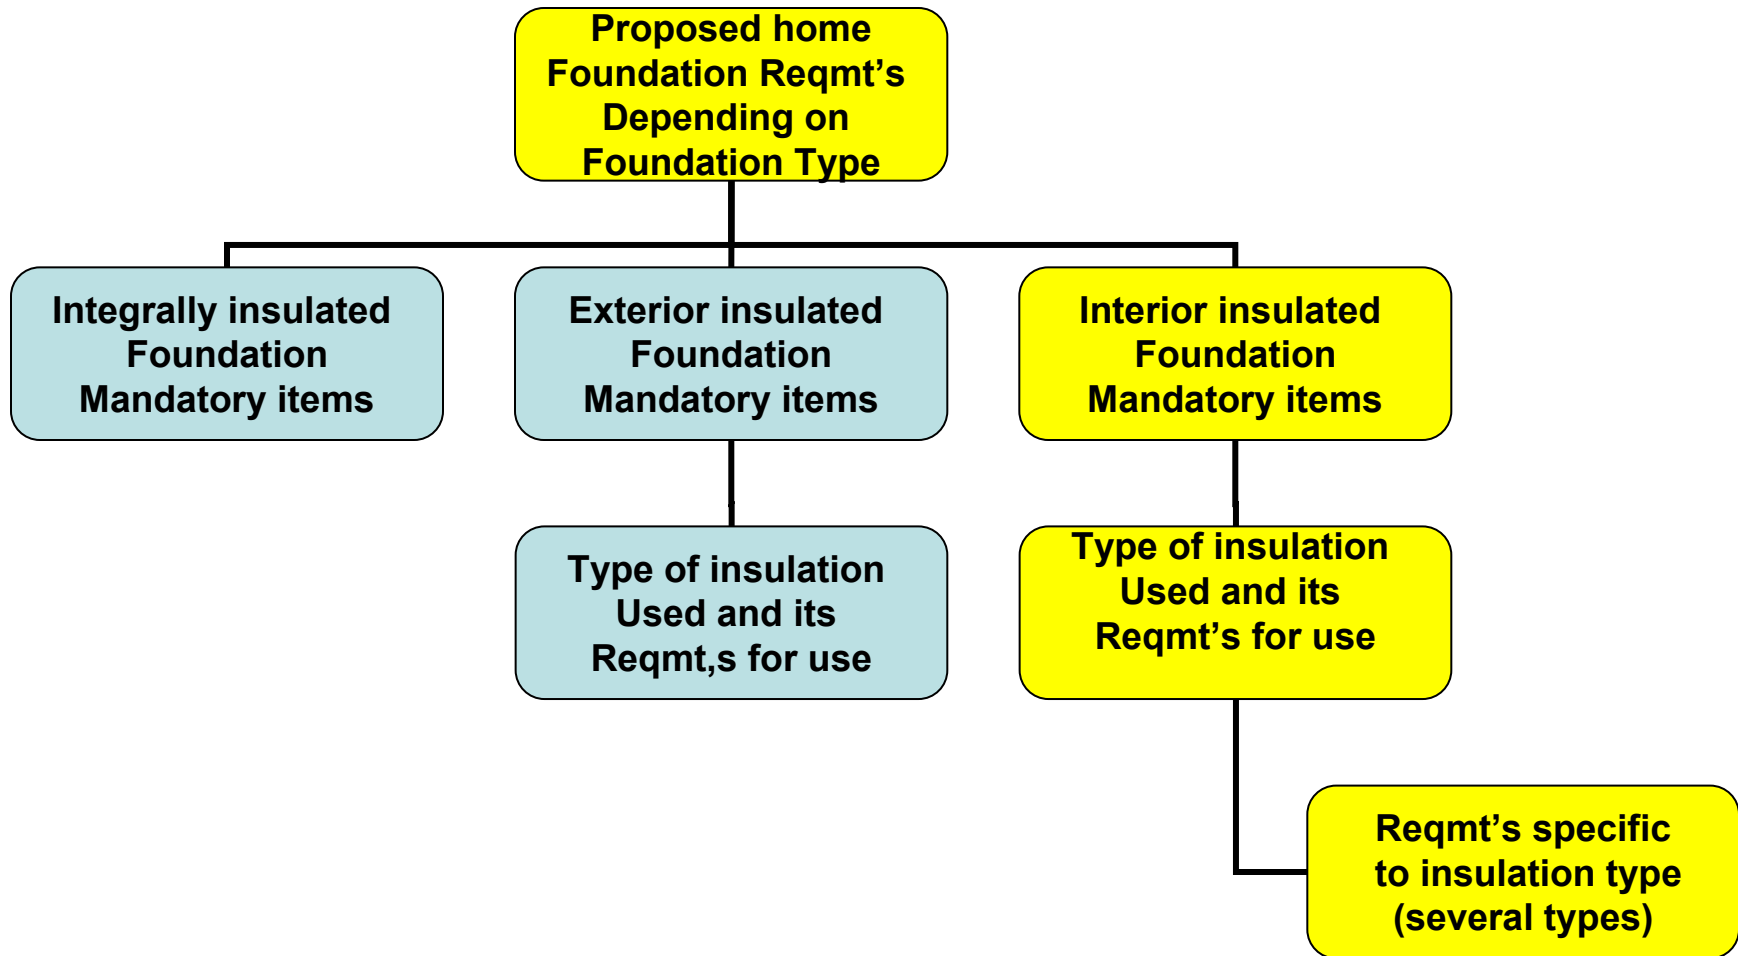 Proposed home
Foundation Reqmt’s
Depending on
Foundation Type
Integrally insulated
Foundation
Mandatory items
Exterior insulated
Foundation
Mandatory items
Interior insulated
Foundation
Mandatory items
Type of insulation
Used and its
Reqmt,s for use
Type of insulation
Used and its
Reqmt’s for use
Reqmt’s specific
to insulation type
(several types)